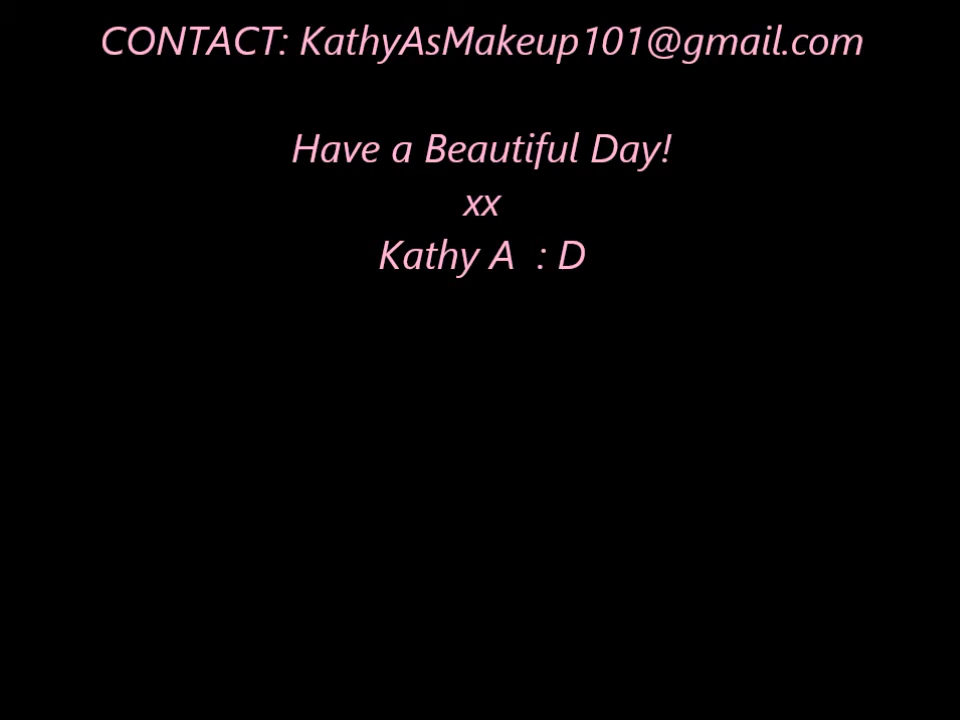 CONTACT: KathyAsMakeup101@gmail.com
Have a Beautiful Day!
xx
Kathy A  : D